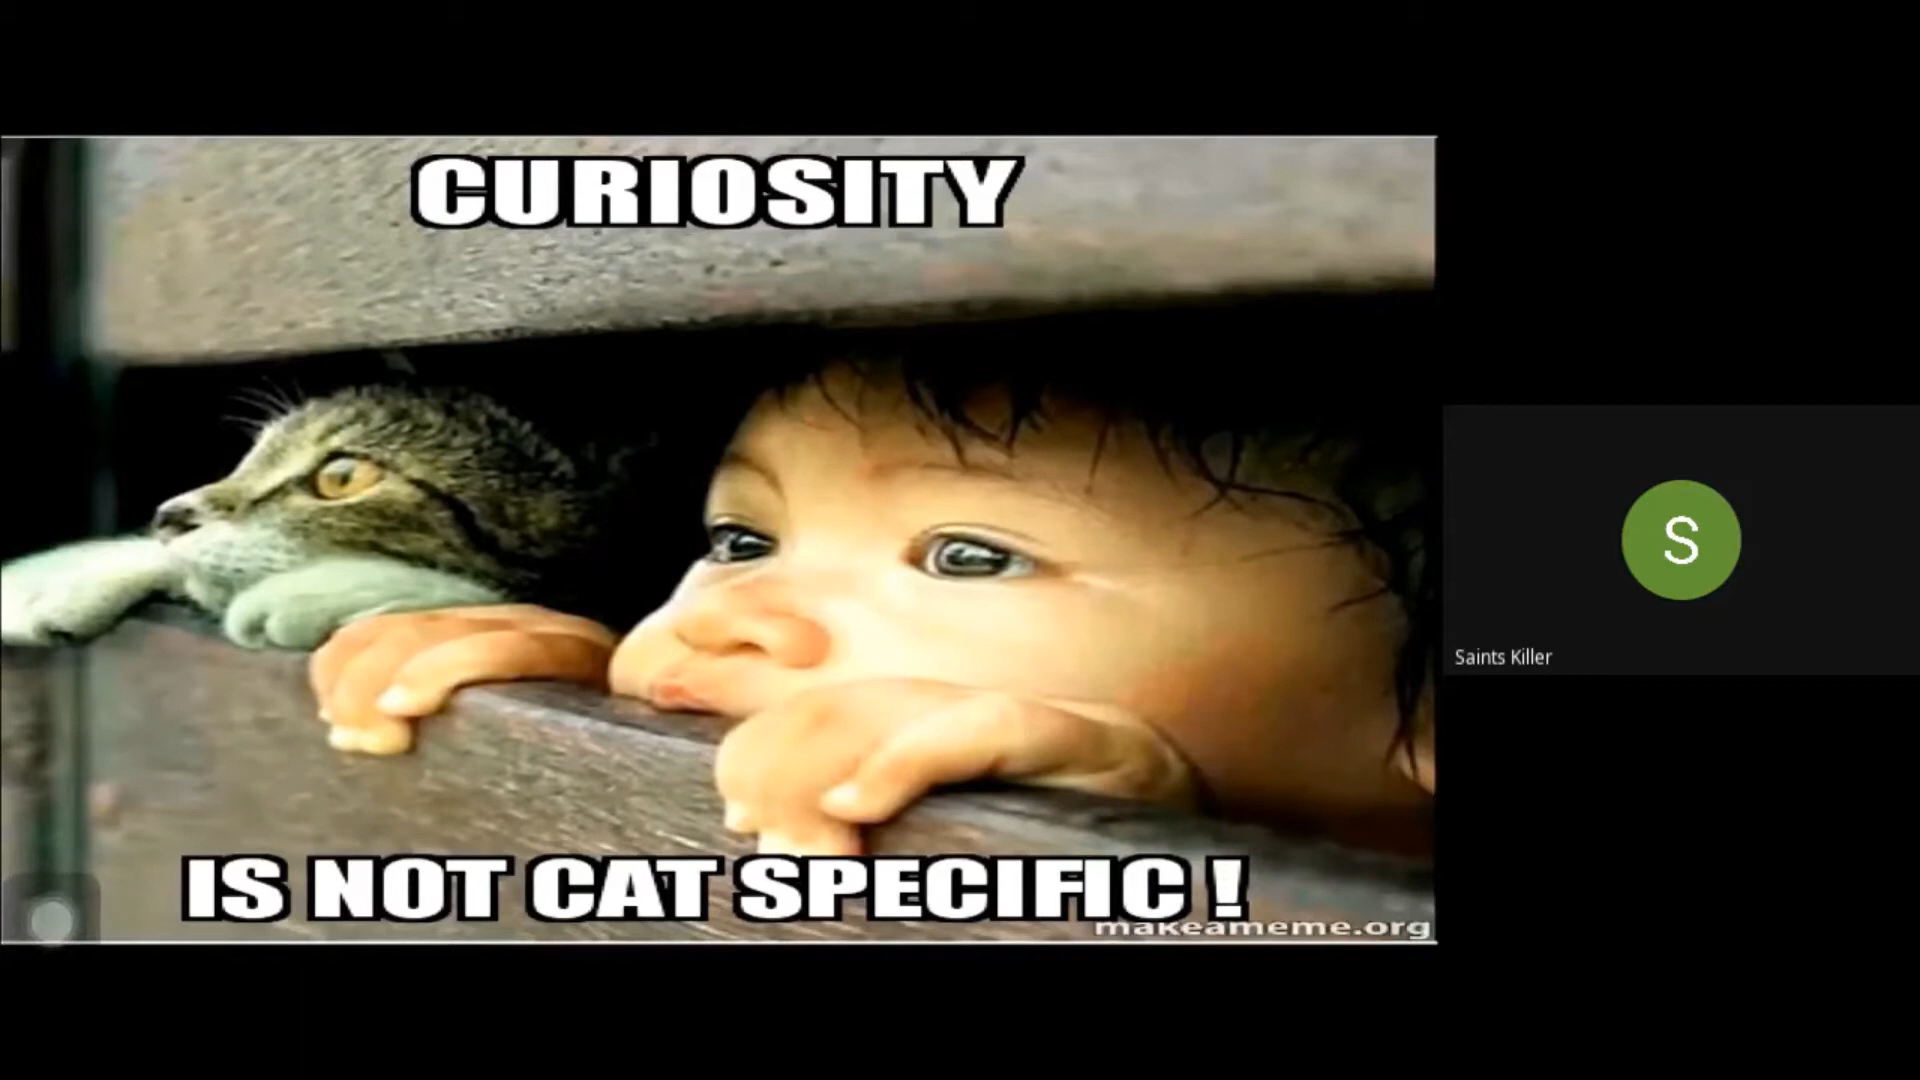 CURIOSITY
IS NOT CAT SPECIFIC !
makeameme.org
S
Saints Killer